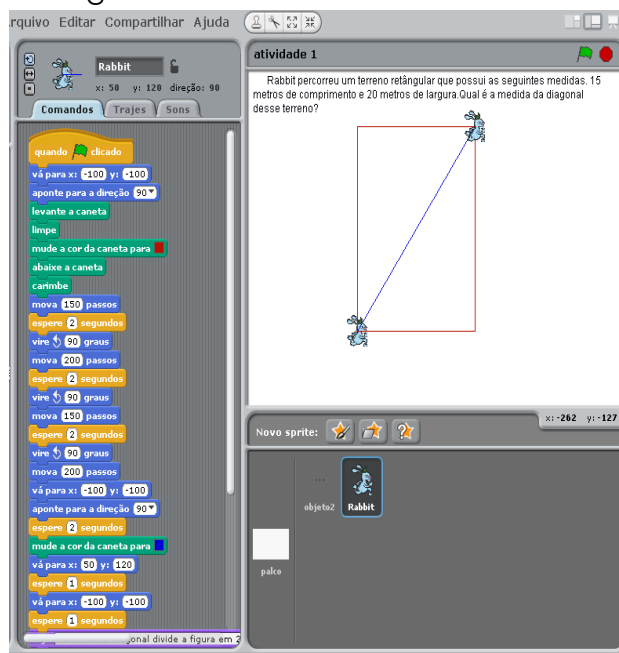 rquivo Editar Compartilhar Ajuda
Rabbit
x: 50 y: 120 direção: 90
Comandos Trajes Sons
quando clicado
vá para x: -100 y: -100
aponte para a direção 90
levante a caneta
limpe
mude a cor da caneta para
abaixe a caneta
carimbe
mova 150 passos
espere 2 segundos
vire 90 graus
mova 200 passos
espere 2 segundos
vire 90 graus
mova 150 passos
espere 2 segundos
vire 90 graus
mova 200 passos
vá para x: -100 y: -100
aponte para a direção 90
espere 2 segundos
mude a cor da caneta para
vá para x: 50 y: 120
espere 1 segundos
vá para x: -100 y: -100
espere 1 segundos
gonal divide a figura em 2
atividade 1
Rabbit percorreu um terreno retângular que possui as seguintes medidas. 15
metros de comprimento e 20 metros de largura.Qual é a medida da diagonal
desse terreno?
x: -262 y: -127
Novo sprite:
objeto2 Rabbit
palco